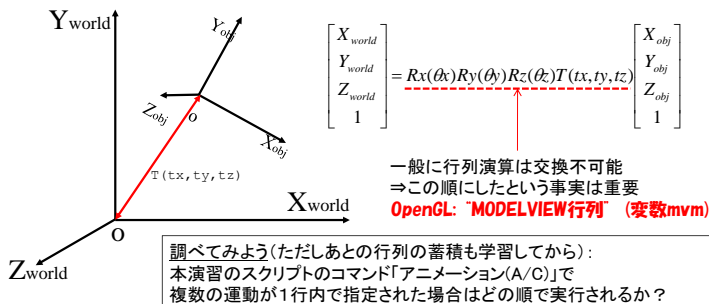 Yworld
Yobj
Zobj
o
Xobj
T(tx,ty,tz)
Xworld
O
Zworld
Xworld
Yworld
Zworld
1
=Rx(θx)Ry(θy)Rz(θz)T(tx,ty,tz)
Xobj
Yobj
Zobj
1
一般に行列演算は交換不可能
⇒この順にしたという事実は重要
OpenGL: "MODELVIEW行列" (変数mvm)
調べてみよう(ただしあとの行列の蓄積も学習してから):
本演習のスクリプトのコマンド「アニメーション(A/C)」で
複数の運動が1行内で指定された場合はどの順で実行されるか?